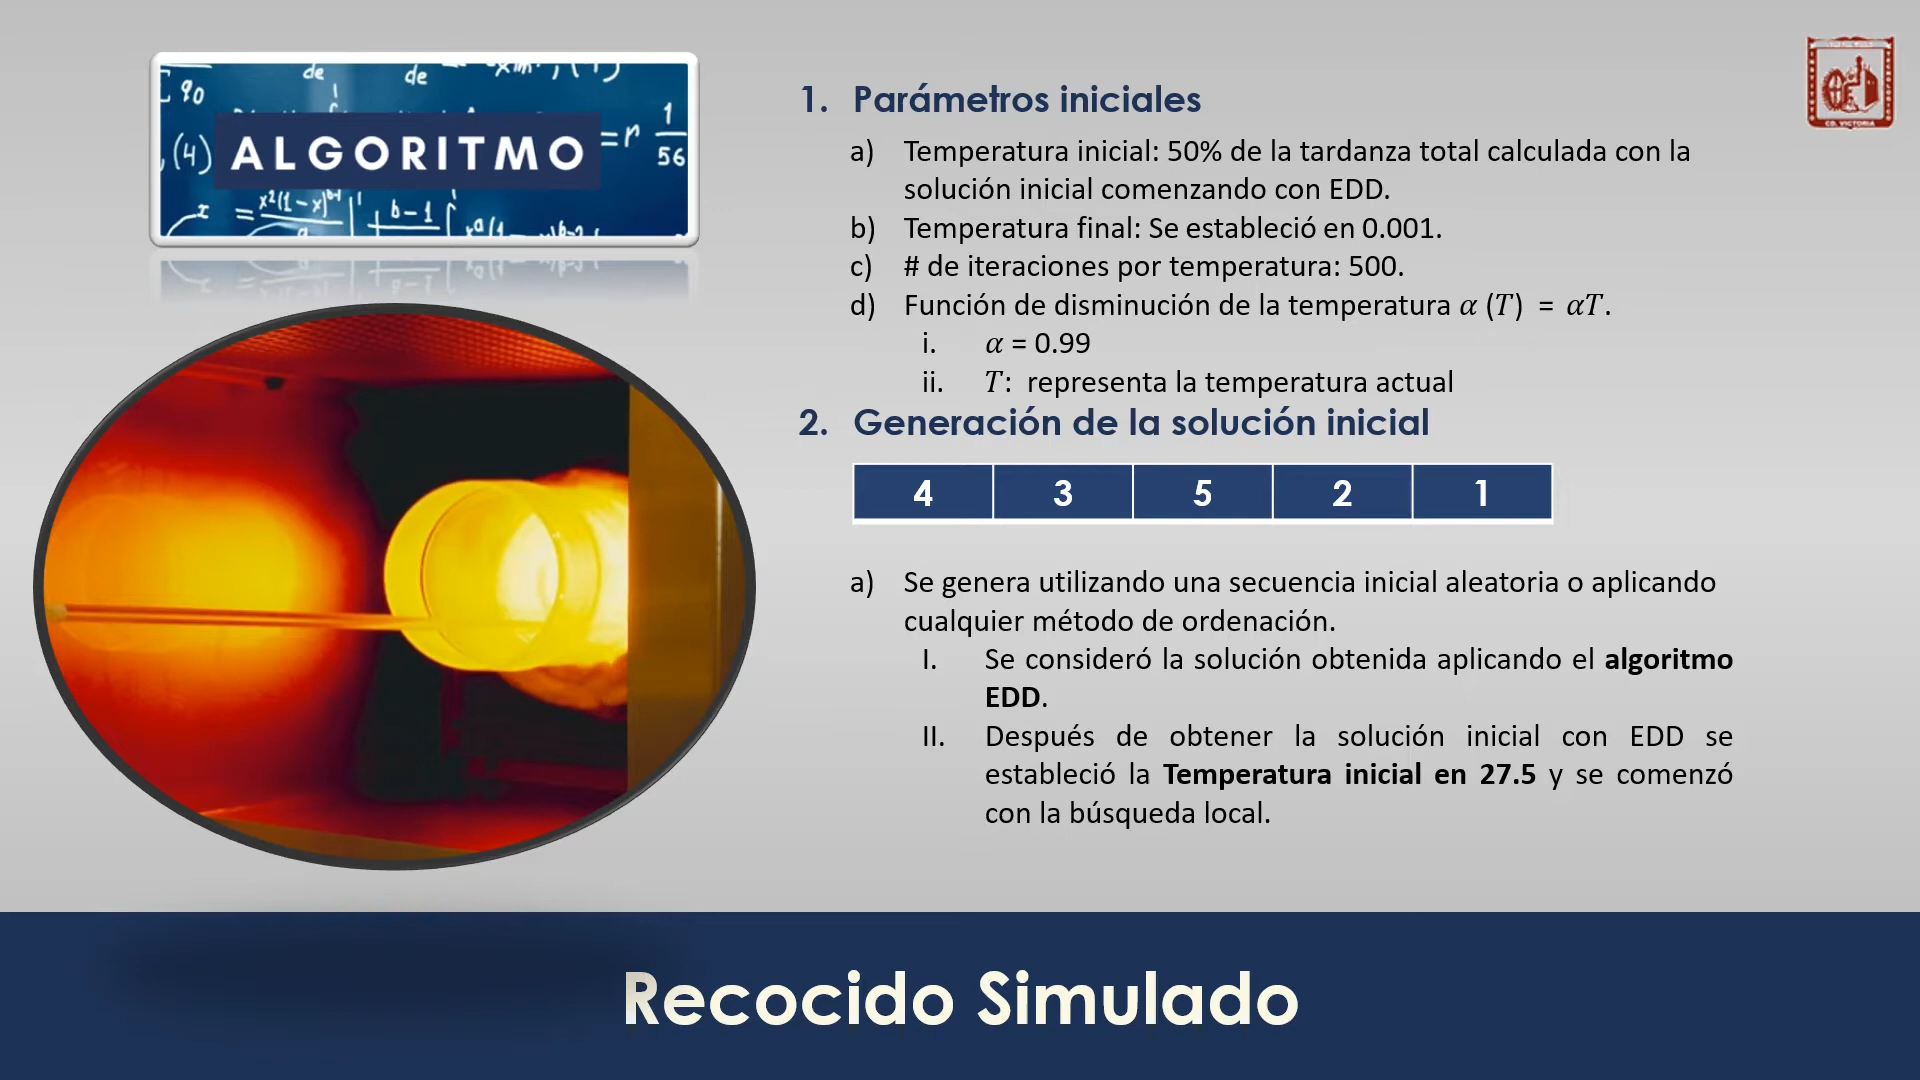 ALGORITMO
1. Parámetros iniciales
a) Temperatura inicial: 50% de la tardanza total calculada con la
solución inicial comenzando con EDD.
b) Temperatura final: Se estableció en 0.001.
c) # de iteraciones por temperatura: 500.
d) Función de disminución de la temperatura α (T) = αT.
i. α = 0.99
ii. T: representa la temperatura actual
2. Generación de la solución inicial
4 3 5 2 1
a) Se genera utilizando una secuencia inicial aleatoria o aplicando
cualquier método de ordenación.
I. Se consideró la solución obtenida aplicando el algoritmo
EDD.
II. Después de obtener la solución inicial con EDD se
estableció la Temperatura inicial en 27.5 y se comenzó
con la búsqueda local.
Recocido Simulado